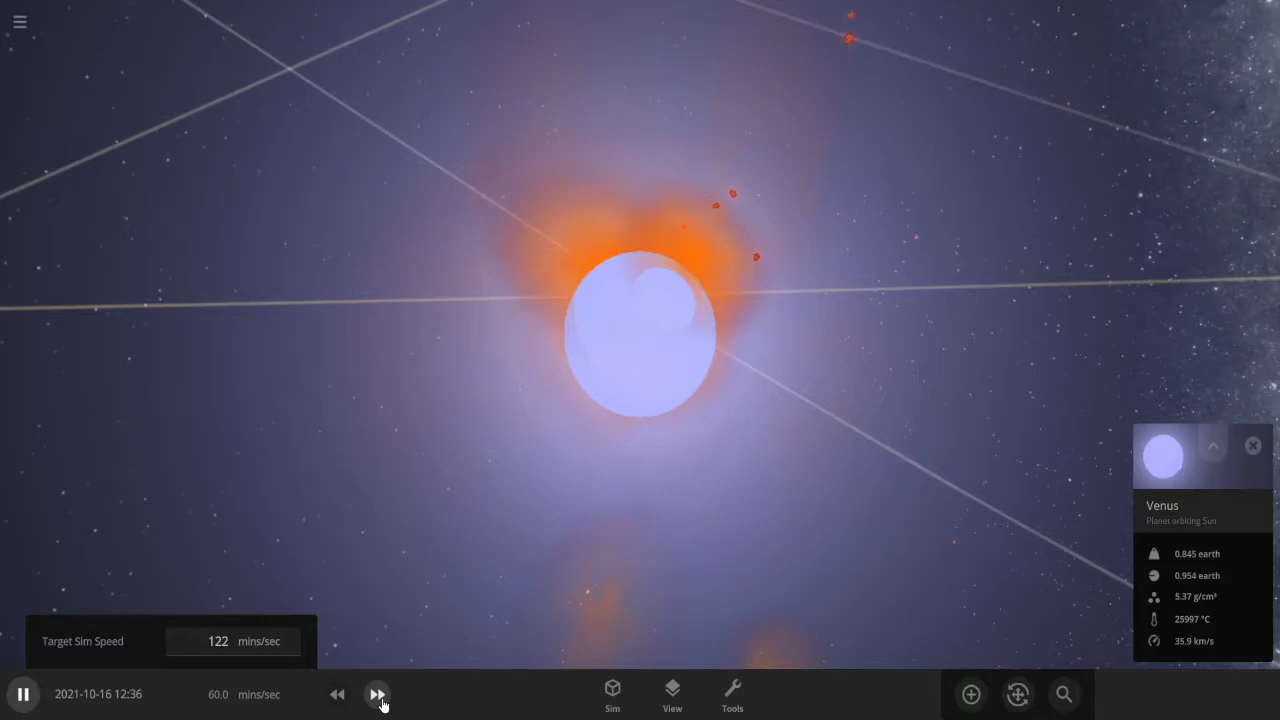 Venus
Planet orbiting Sun
0.845 earth
0.954 earth
5.37 g/cm³
25997 °C
35.9 km/s
Target Sim Speed 122 mins/sec
2021-10-16 12:36 60.0 mins/sec
Sim View Tools